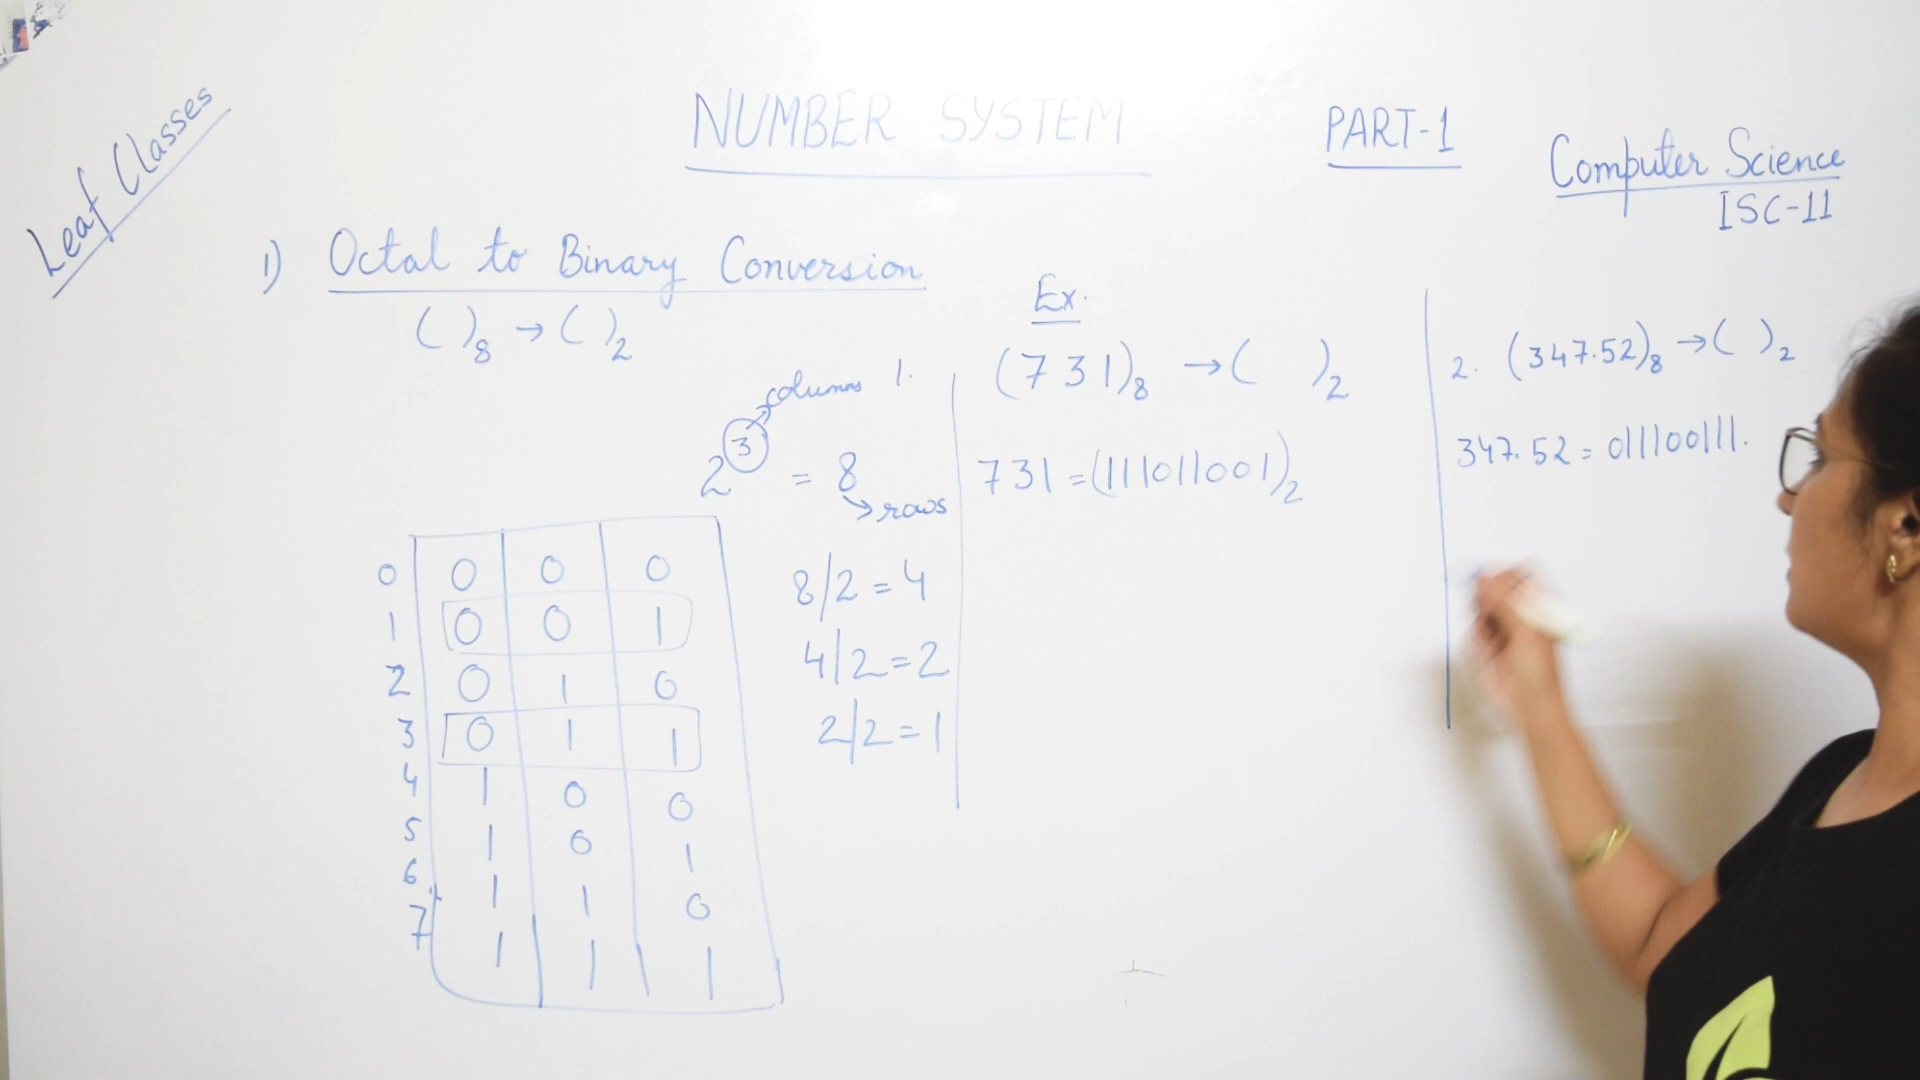 Leaf Classes
NUMBER SYSTEM
PART-1
Computer Science
ISC-11
1) Octal to Binary Conversion
( )8 → ( )2
columns
2^3 = 8
→ rows
0 0 0 0
1 0 0 1
2 0 1 0
3 0 1 1
4 1 0 0
5 1 0 1
6 1 1 0
7 1 1 1
8/2 = 4
4/2 = 2
2/2 = 1
Ex.
1. (731)8 → ( )2
731 = (111011001)2
2. (347.52)8 → ( )2
347.52 = 011100111.